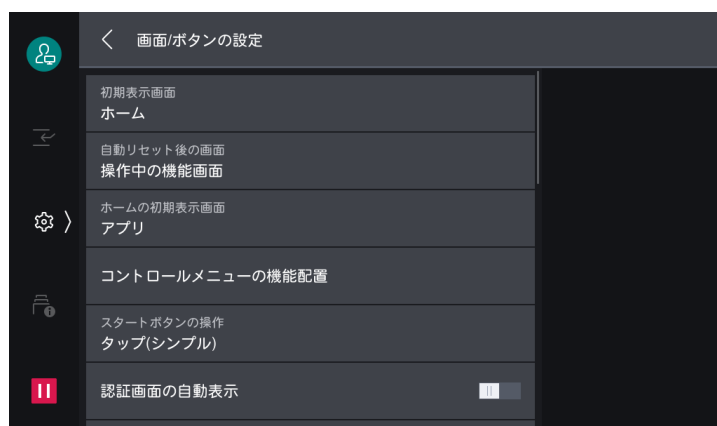 画面/ボタンの設定
初期表示画面
ホーム
自動リセット後の画面
操作中の機能画面
ホームの初期表示画面
アプリ
コントロールメニューの機能配置
スタートボタンの操作
タップ(シンプル)
認証画面の自動表示